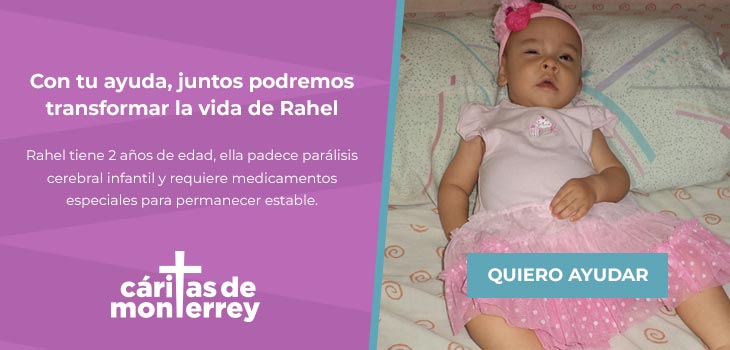 Con tu ayuda, juntos podremos
transformar la vida de Rahel
Rahel tiene 2 años de edad, ella padece parálisis
cerebral infantil y requiere medicamentos
especiales para permanecer estable.
cáritas de
monterrey
QUIERO AYUDAR